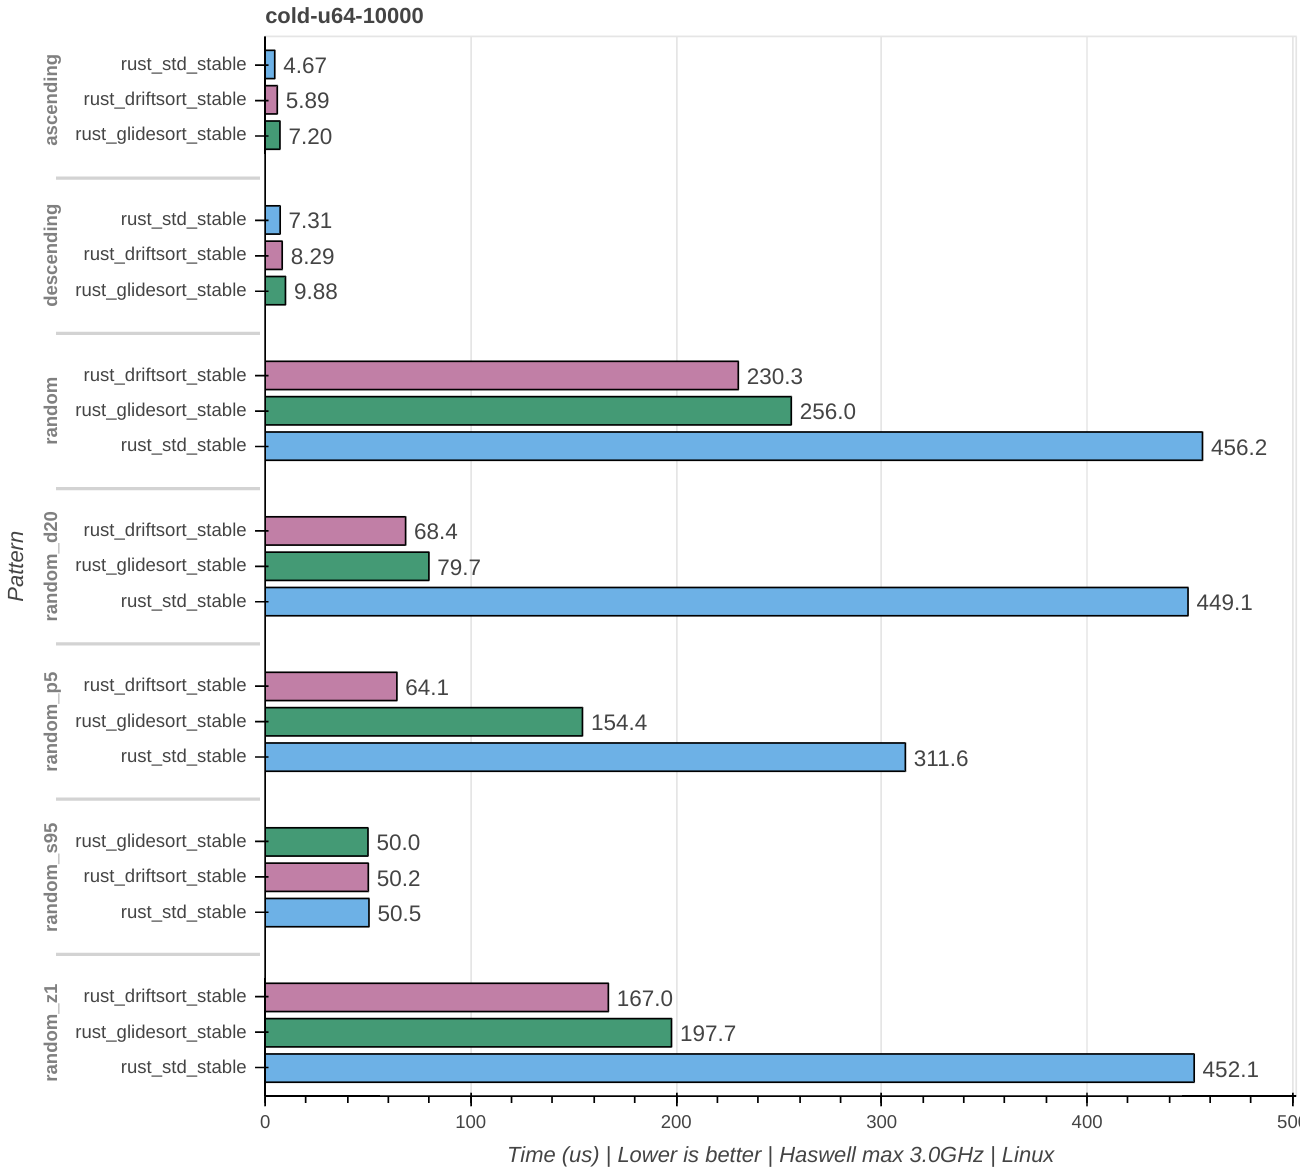 cold-u64-10000
Pattern
ascending
rust_std_stable 4.67
rust_driftsort_stable 5.89
rust_glidesort_stable 7.20
descending
rust_std_stable 7.31
rust_driftsort_stable 8.29
rust_glidesort_stable 9.88
random
rust_driftsort_stable 230.3
rust_glidesort_stable 256.0
rust_std_stable 456.2
random_d20
rust_driftsort_stable 68.4
rust_glidesort_stable 79.7
rust_std_stable 449.1
random_p5
rust_driftsort_stable 64.1
rust_glidesort_stable 154.4
rust_std_stable 311.6
random_s95
rust_glidesort_stable 50.0
rust_driftsort_stable 50.2
rust_std_stable 50.5
random_z1
rust_driftsort_stable 167.0
rust_glidesort_stable 197.7
rust_std_stable 452.1
0 100 200 300 400
Time (us) | Lower is better | Haswell max 3.0GHz | Linux